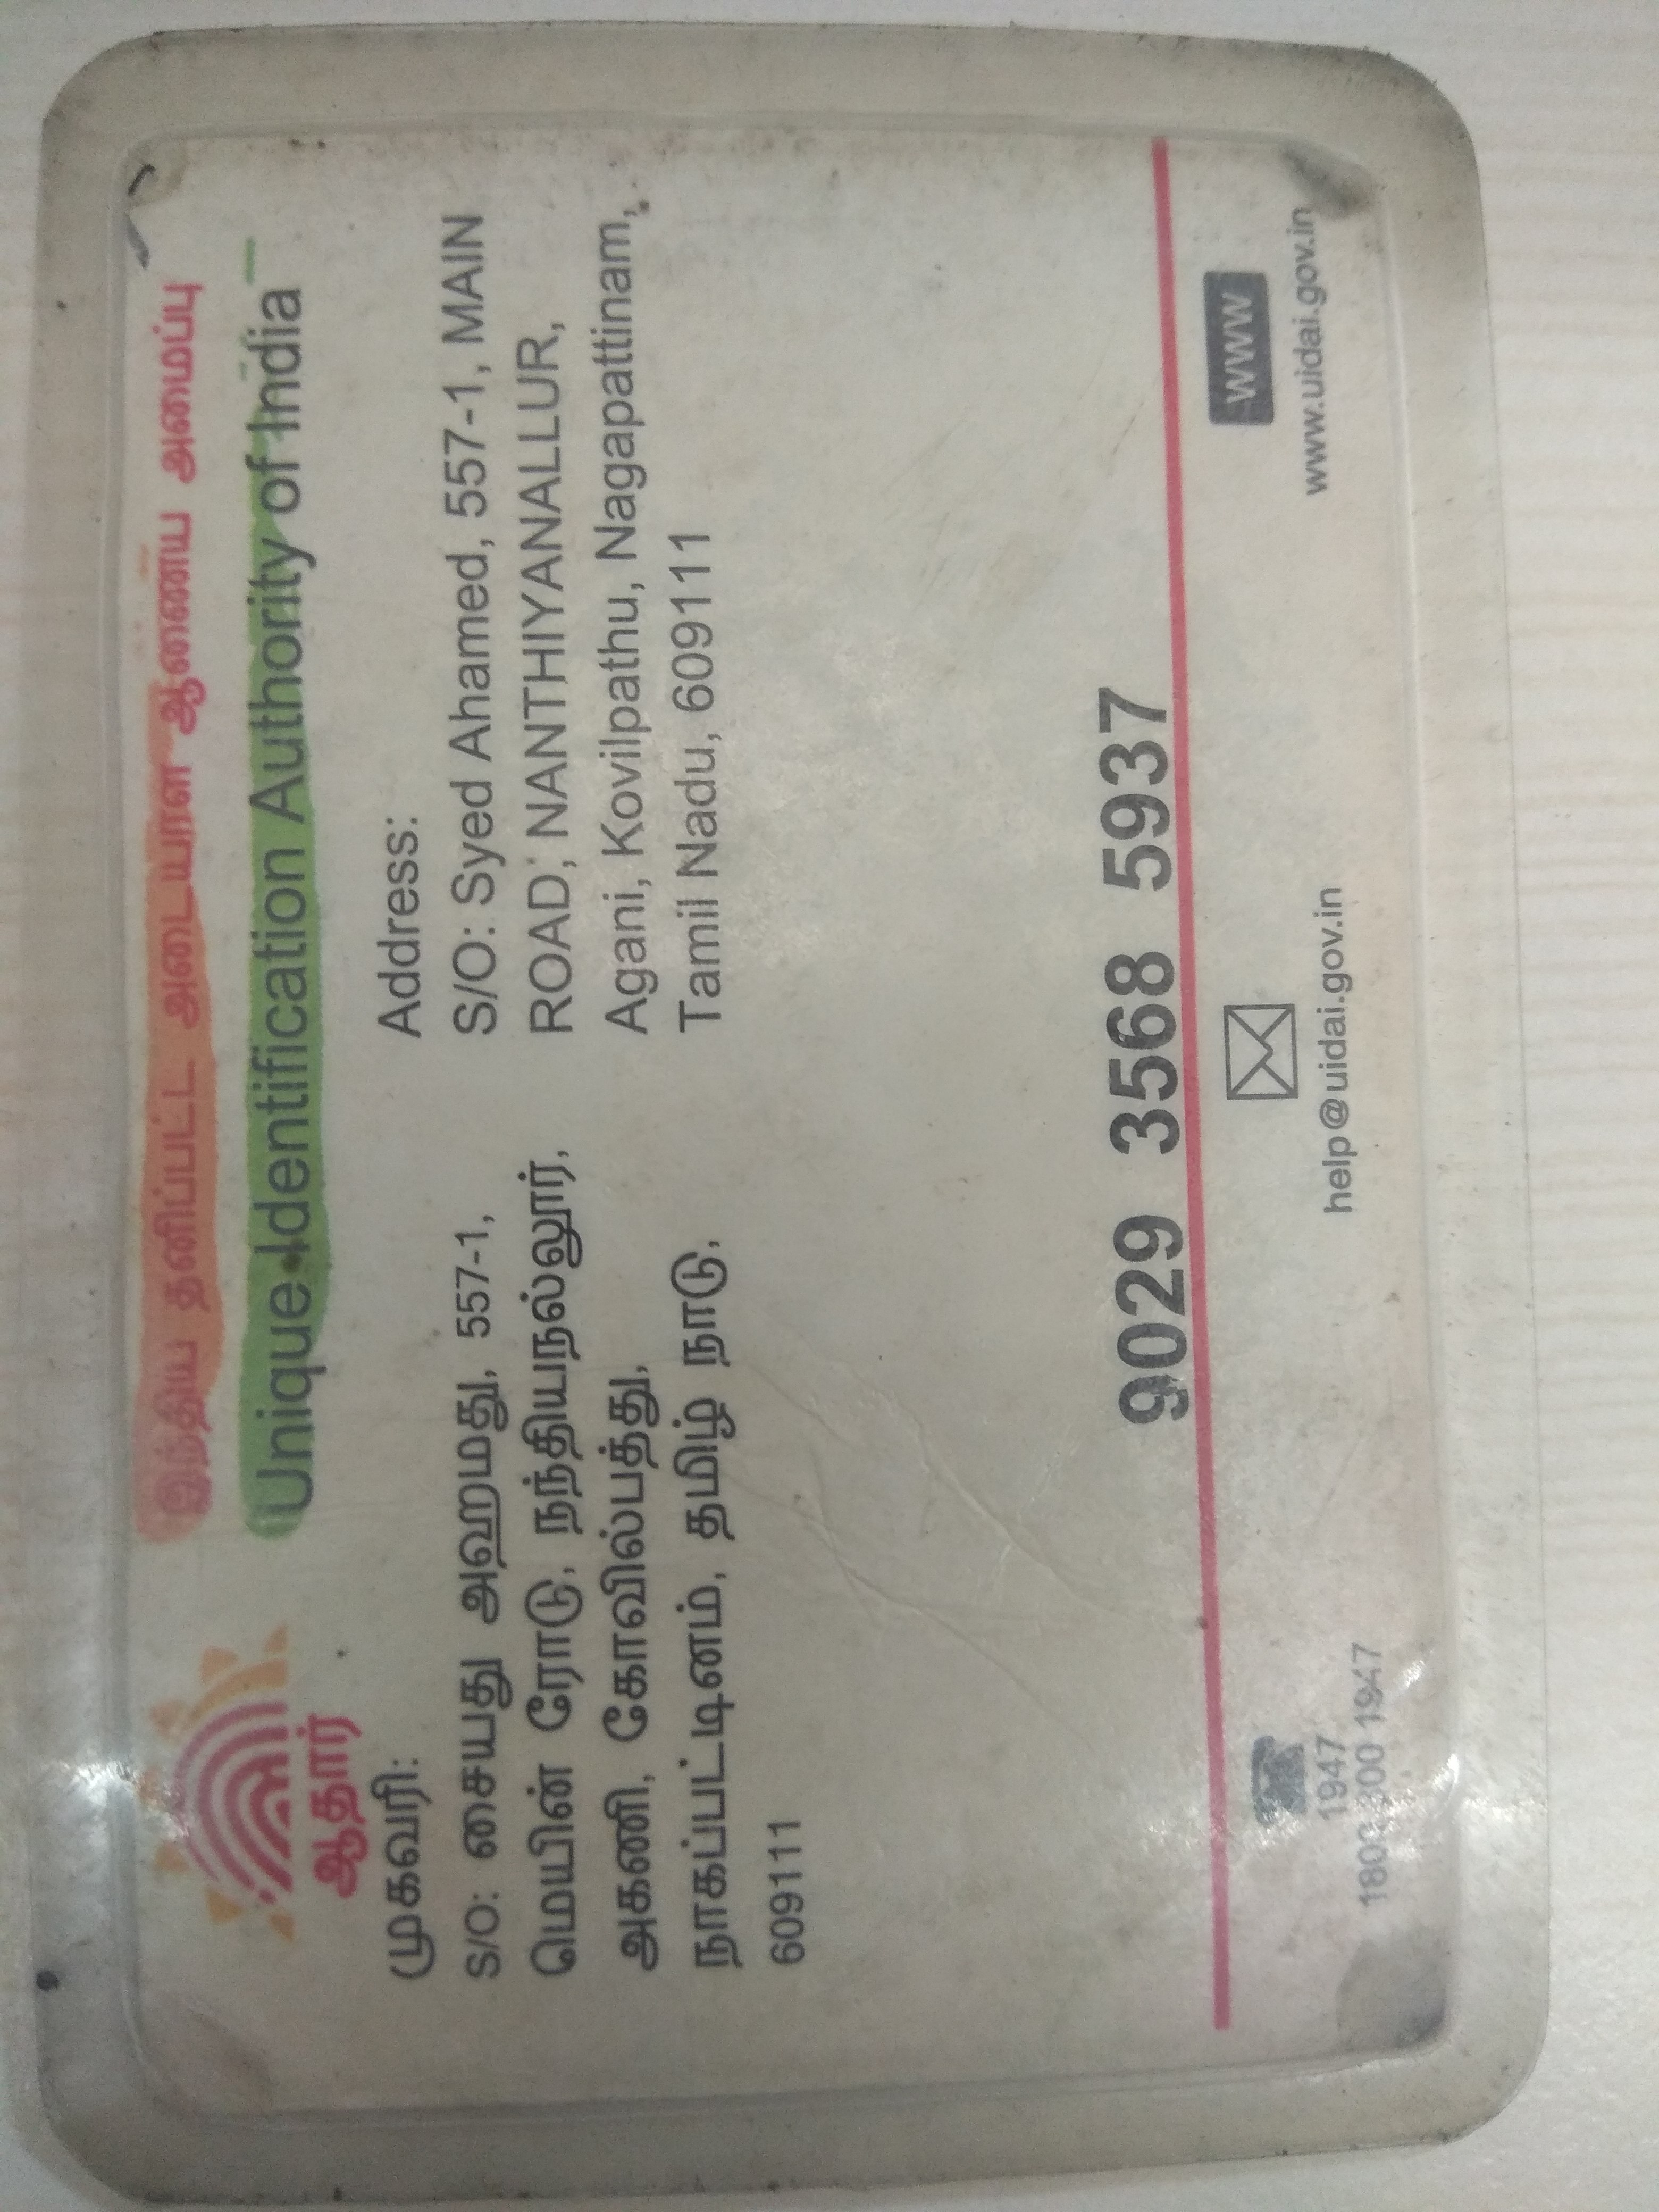 இந்திய தனிப்பட்ட அடையாள ஆணைய அமைப்பு
Unique Identification Authority of India
ஆதார்
முகவரி:
S/O: சையது அஹமது, 557-1,
மெயின் ரோடு, நந்தியநல்லூர்,
அகணி, கோவில்பத்து,
நாகப்பட்டினம், தமிழ் நாடு,
609111
Address:
S/O: Syed Ahamed, 557-1, MAIN
ROAD, NANTHIYANALLUR,
Agani, Kovilpathu, Nagapattinam,
Tamil Nadu, 609111
9029 3568 5937
1947
1800 300 1947
help@uidai.gov.in
www
www.uidai.gov.in